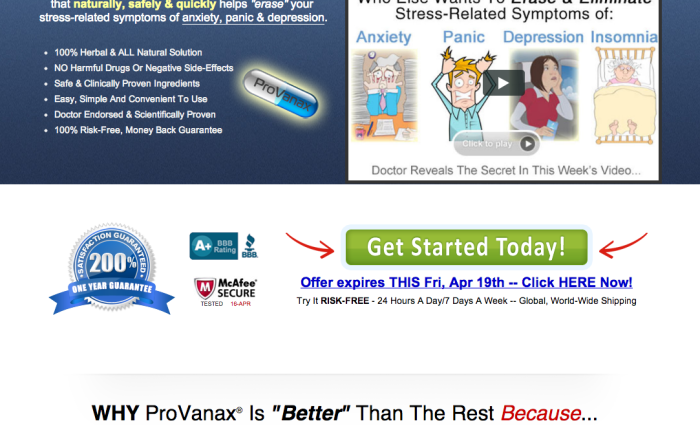 that naturally, safely & quickly helps "erase" your
stress-related symptoms of anxiety, panic & depression.
• 100% Herbal & ALL Natural Solution
• NO Harmful Drugs Or Negative Side-Effects
• Safe & Clinically Proven Ingredients
• Easy, Simple And Convenient To Use
• Doctor Endorsed & Scientifically Proven
• 100% Risk-Free, Money Back Guarantee
ProVanax
Who Else Wants To Erase & Eliminate
Stress-Related Symptoms of:
Anxiety Panic Depression Insomnia
Click to play
Doctor Reveals The Secret In This Week's Video...
SATISFACTION GUARANTEED
200%
ONE YEAR GUARANTEE
A+ BBB Rating BBB.
McAfee
SECURE
TESTED 16-APR
Get Started Today!
Offer expires THIS Fri, Apr 19th -- Click HERE Now!
Try It RISK-FREE - 24 Hours A Day/7 Days A Week -- Global, World-Wide Shipping
WHY ProVanax® Is "Better" Than The Rest Because...